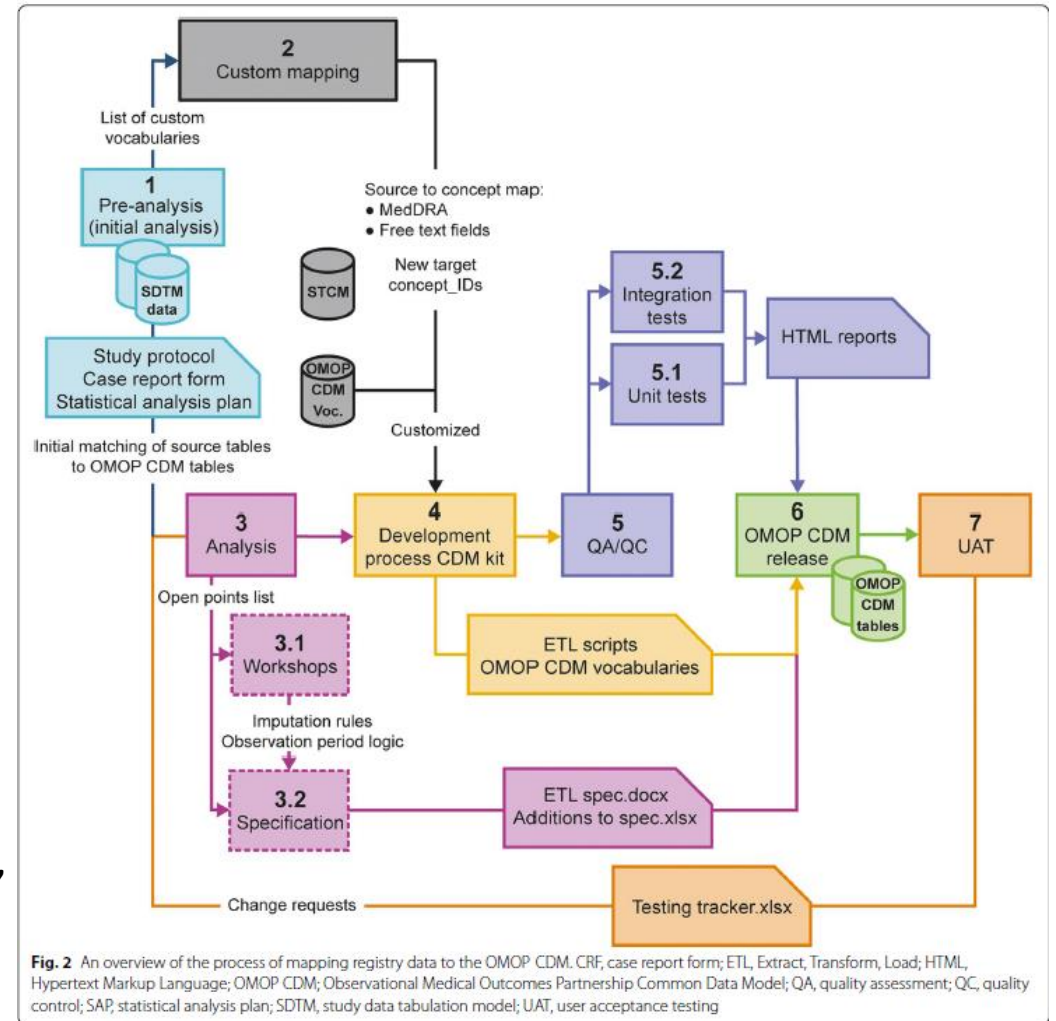 2
Custom mapping
List of custom
vocabularies
1
Pre-analysis
(initial analysis)
SDTM
data
Study protocol
Case report form
Statistical analysis plan
Initial matching of source tables
to OMOP CDM tables
Source to concept map:
● MedDRA
● Free text fields
New target
concept_IDs
STCM
OMOP
CDM
Voc.
Customized
5.2
Integration
tests
5.1
Unit tests
HTML reports
3
Analysis
4
Development
process CDM kit
5
QA/QC
6
OMOP CDM
release
OMOP
CDM
tables
7
UAT
Open points list
3.1
Workshops
Imputation rules
Observation period logic
3.2
Specification
ETL scripts
OMOP CDM vocabularies
ETL spec.docx
Additions to spec.xlsx
Change requests
Testing tracker.xlsx
Fig. 2 An overview of the process of mapping registry data to the OMOP CDM. CRF, case report form; ETL, Extract, Transform, Load; HTML,
Hypertext Markup Language; OMOP CDM; Observational Medical Outcomes Partnership Common Data Model; QA, quality assessment; QC, quality
control; SAP, statistical analysis plan; SDTM, study data tabulation model; UAT, user acceptance testing